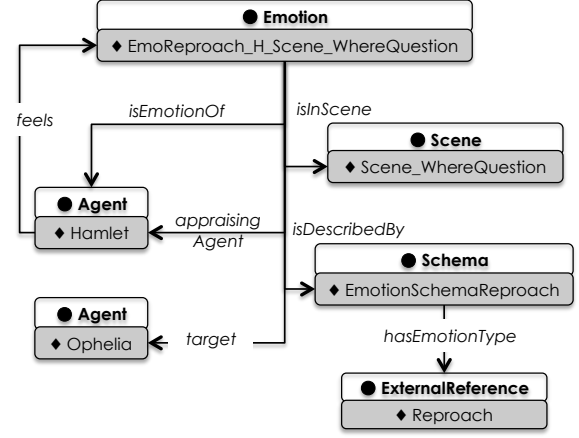 ● Emotion
♦ EmoReproach_H_Scene_WhereQuestion
isEmotionOf
isInScene
feels
● Scene
♦ Scene_WhereQuestion
● Agent
♦ Hamlet
appraising
Agent
isDescribedBy
● Schema
♦ EmotionSchemaReproach
● Agent
♦ Ophelia
target
hasEmotionType
● ExternalReference
♦ Reproach